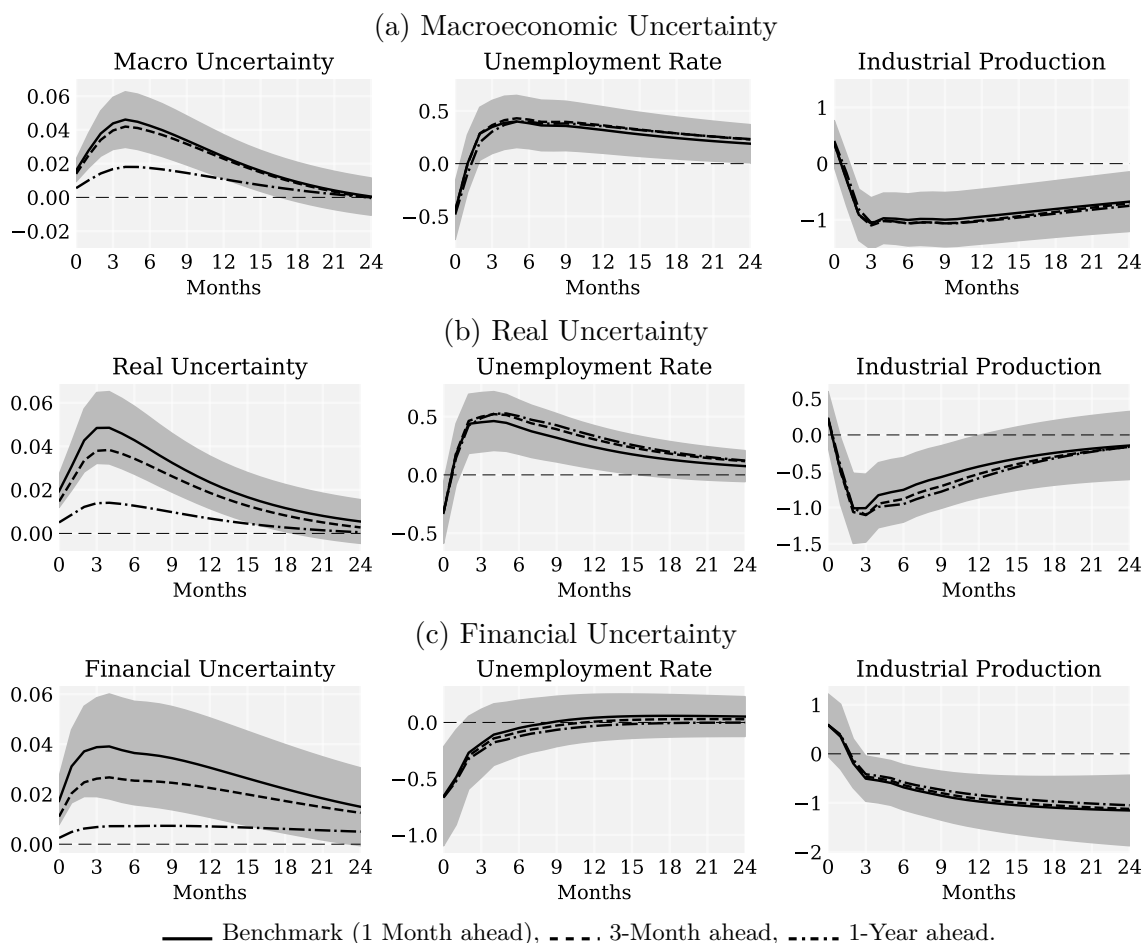 (a) Macroeconomic Uncertainty
Macro Uncertainty Unemployment Rate Industrial Production
0.06
0.04
0.02
0.00
−0.02
0 3 6 9 12 15 18 21 24
Months
0.5
0.0
−0.5
0 3 6 9 12 15 18 21 24
Months
1
0
−1
0 3 6 9 12 15 18 21 24
Months
(b) Real Uncertainty
Real Uncertainty Unemployment Rate Industrial Production
0.06
0.04
0.02
0.00
0 3 6 9 12 15 18 21 24
Months
0.5
0.0
−0.5
0 3 6 9 12 15 18 21 24
Months
0.5
0.0
−0.5
−1.0
−1.5
0 3 6 9 12 15 18 21 24
Months
(c) Financial Uncertainty
Financial Uncertainty Unemployment Rate Industrial Production
0.06
0.04
0.02
0.00
0 3 6 9 12 15 18 21 24
Months
0.0
−0.5
−1.0
0 3 6 9 12 15 18 21 24
Months
1
0
−1
−2
0 3 6 9 12 15 18 21 24
Months
Benchmark (1 Month ahead), 3-Month ahead, 1-Year ahead.